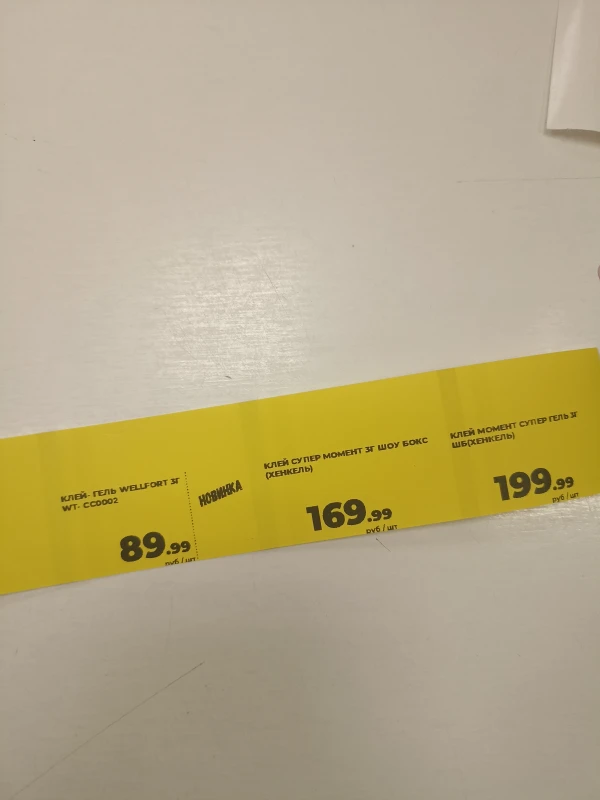 КЛЕЙ- ГЕЛЬ WELLFORT 3Г
WT- CC0002
89.99
руб / шт
НОВИНКА
КЛЕЙ СУПЕР МОМЕНТ 3Г ШОУ БОКС
(ХЕНКЕЛЬ)
169.99
руб / шт
КЛЕЙ МОМЕНТ СУПЕР ГЕЛЬ 3Г
ШБ(ХЕНКЕЛЬ)
199.99
руб / шт